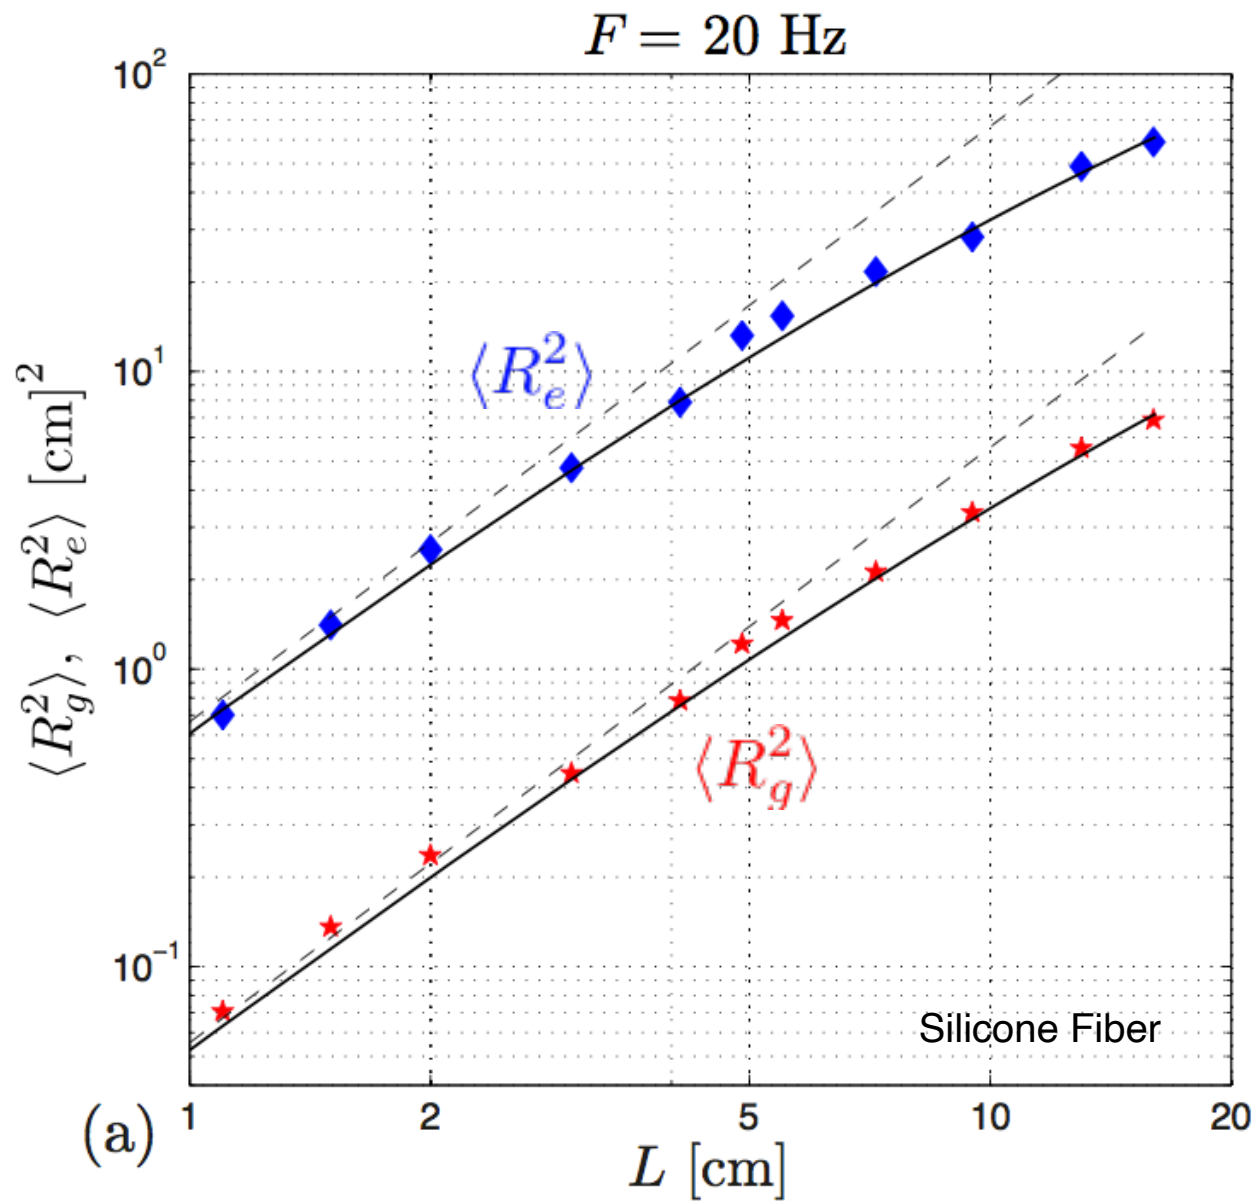 F = 20 Hz
10²
10¹
10⁰
10⁻¹
⟨R_g²⟩, ⟨R_e²⟩ [cm]²
⟨R_e²⟩
⟨R_g²⟩
Silicone Fiber
1 2 5 10 20
(a)
L [cm]